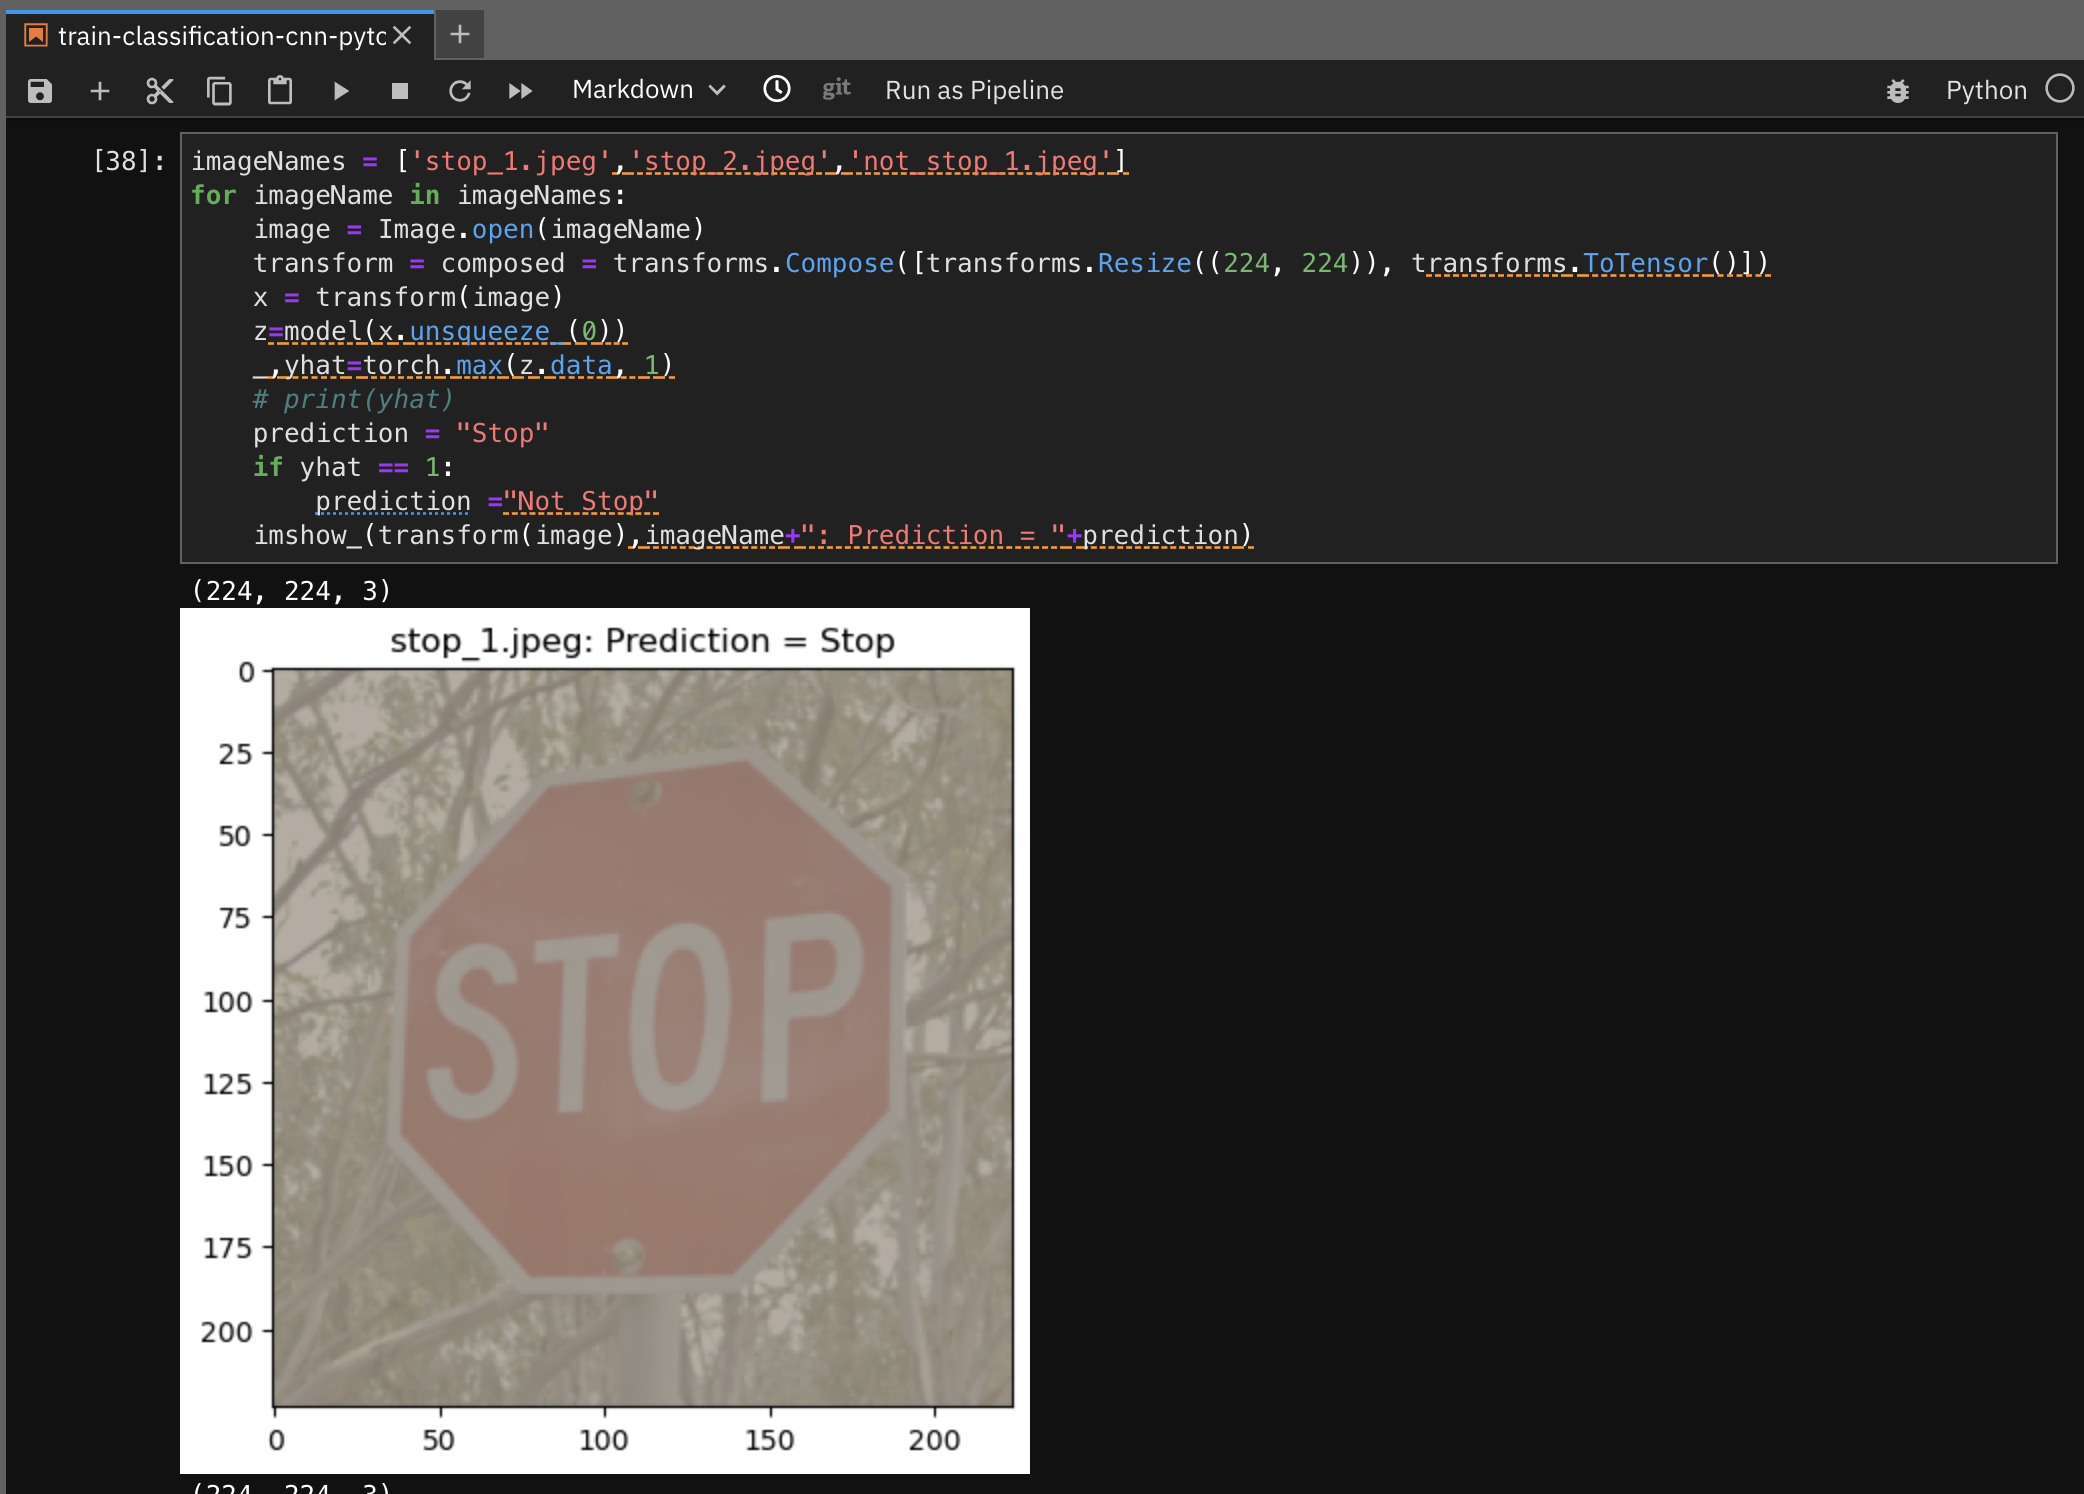 train-classification-cnn-pytc
Markdown
git
Run as Pipeline
Python
[38]:
imageNames = ['stop_1.jpeg','stop_2.jpeg','not_stop_1.jpeg']
for imageName in imageNames:
    image = Image.open(imageName)
    transform = composed = transforms.Compose([transforms.Resize((224, 224)), transforms.ToTensor()])
    x = transform(image)
    z=model(x.unsqueeze_(0))
    _,yhat=torch.max(z.data, 1)
    # print(yhat)
    prediction = "Stop"
    if yhat == 1:
        prediction ="Not Stop"
    imshow_(transform(image),imageName+": Prediction = "+prediction)
(224, 224, 3)
stop_1.jpeg: Prediction = Stop
0
25
50
75
100
125
150
175
200
STOP
0 50 100 150 200
(224, 224, 3)